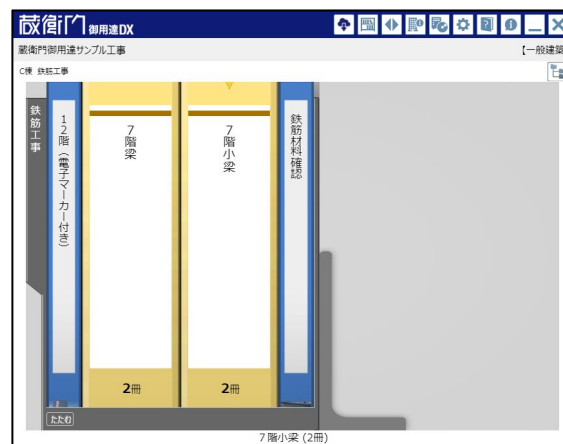 蔵衛門御用達DX
蔵衛門御用達サンプル工事
【一般建築
C棟 鉄筋工事
鉄筋工事
12階(電子マーカー付き)
7階梁
2冊
7階小梁
2冊
鉄筋材料確認
たたむ
7階小梁 (2冊)